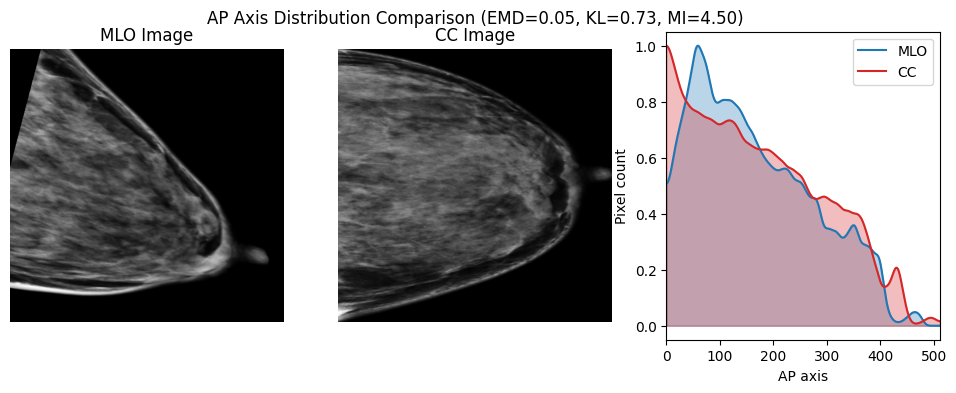 AP Axis Distribution Comparison (EMD=0.05, KL=0.73, MI=4.50)
MLO Image
CC Image
MLO
CC
Pixel count
1.0
0.8
0.6
0.4
0.2
0.0
0 100 200 300 400 500
AP axis